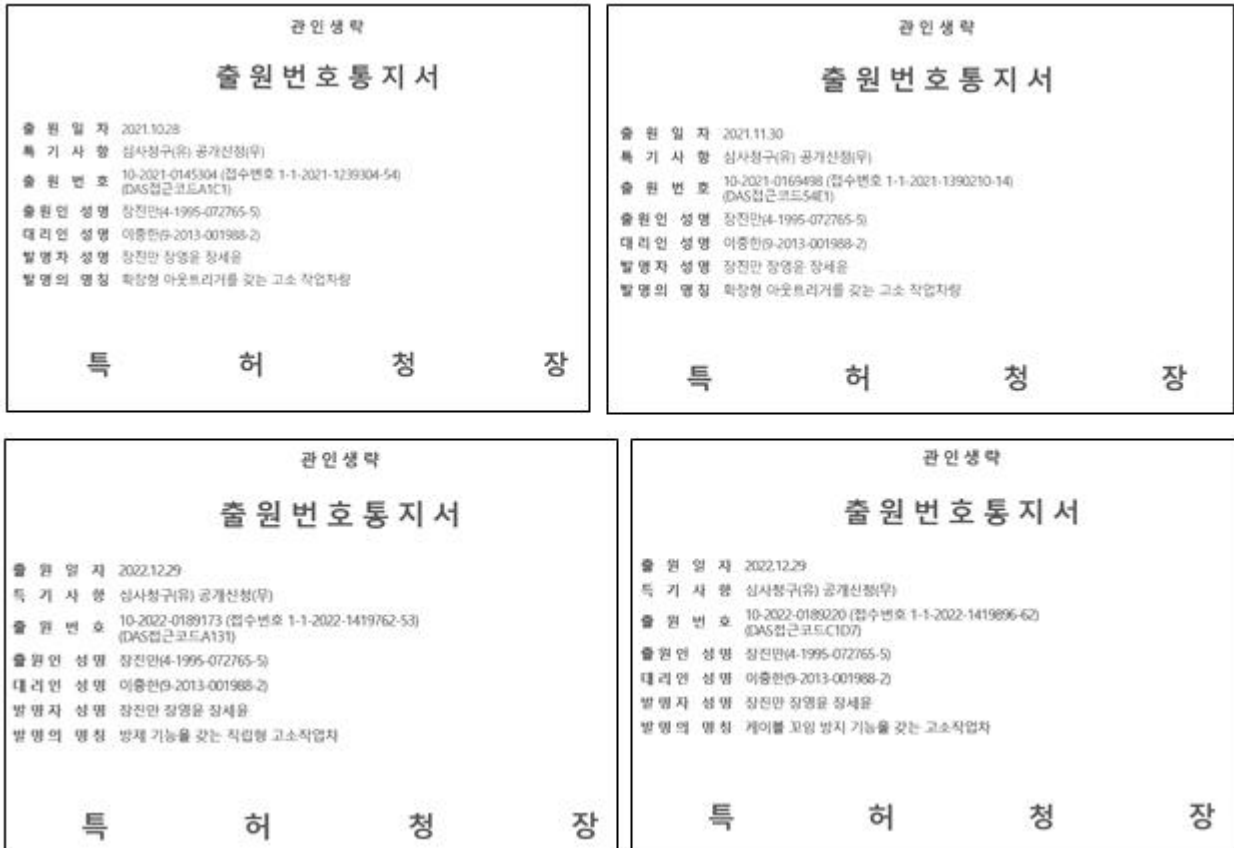 관인생략
출원번호통지서
출 원 일 자 2021.10.28
특 기 사 항 심사청구(유) 공개신청(무)
출 원 번 호 10-2021-0145304 (접수번호 1-1-2021-1239304-54)
(DAS접근코드A1C1)
출원인 성명 장진만(4-1995-072765-5)
대리인 성명 이중한(9-2013-001988-2)
발명자 성명 장진만 장영윤 장세윤
발명의 명칭 확장형 아웃트리거를 갖는 고소 작업차량
특 허 청 장
관인생략
출원번호통지서
출 원 일 자 2021.11.30
특 기 사 항 심사청구(유) 공개신청(무)
출 원 번 호 10-2021-0169498 (접수번호 1-1-2021-1390210-14)
(DAS접근코드54E1)
출원인 성명 장진만(4-1995-072765-5)
대리인 성명 이중한(9-2013-001988-2)
발명자 성명 장진만 장영윤 장세윤
발명의 명칭 확장형 아웃트리거를 갖는 고소 작업차량
특 허 청 장
관인생략
출원번호통지서
출 원 일 자 2022.12.29
특 기 사 항 심사청구(유) 공개신청(무)
출 원 번 호 10-2022-0189173 (접수번호 1-1-2022-1419762-53)
(DAS접근코드A131)
출원인 성명 장진만(4-1995-072765-5)
대리인 성명 이중한(9-2013-001988-2)
발명자 성명 장진만 장영윤 장세윤
발명의 명칭 방제 기능을 갖는 직립형 고소작업차
특 허 청 장
관인생략
출원번호통지서
출 원 일 자 2022.12.29
특 기 사 항 심사청구(유) 공개신청(무)
출 원 번 호 10-2022-0189220 (접수번호 1-1-2022-1419896-62)
(DAS접근코드C1D7)
출원인 성명 장진만(4-1995-072765-5)
대리인 성명 이중한(9-2013-001988-2)
발명자 성명 장진만 장영윤 장세윤
발명의 명칭 케이블 꼬임 방지 기능을 갖는 고소작업차
특 허 청 장